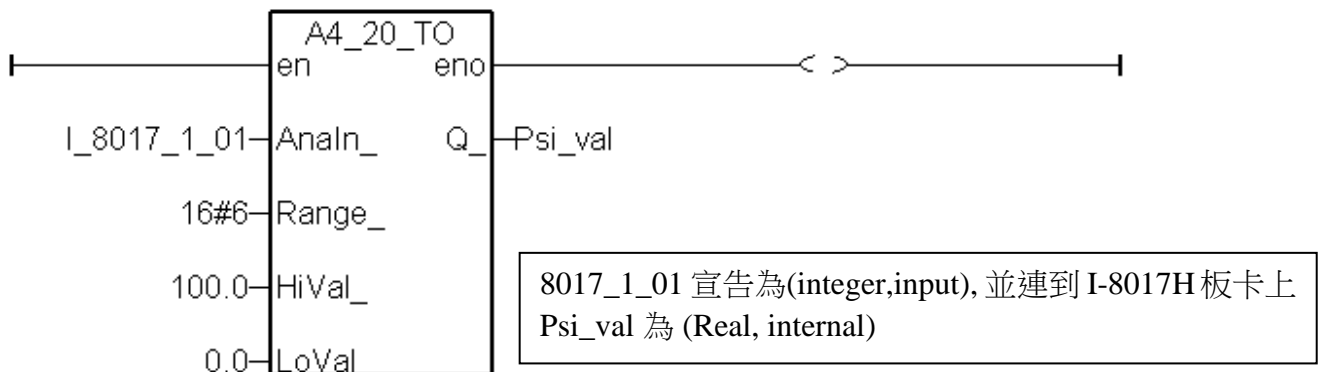 A4_20_TO
en eno
I_8017_1_01 AnaIn_ Q_ Psi_val
16#6 Range_
100.0 HiVal_
0.0 LoVal_
8017_1_01 宣告為(integer,input), 並連到 I-8017H 板卡上
Psi_val 為 (Real, internal)